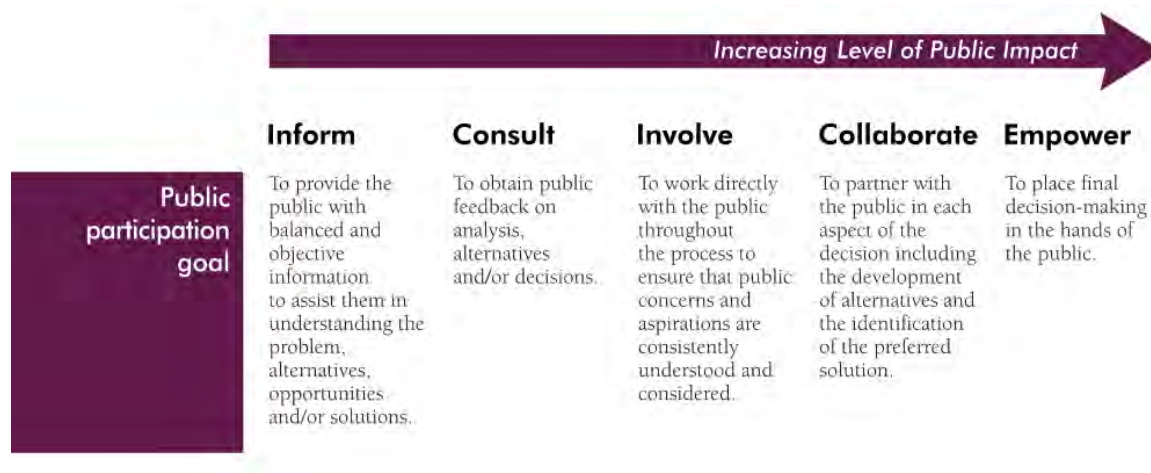 Increasing Level of Public Impact
Inform
Consult
Involve
Collaborate
Empower
Public
participation
goal
To provide the
public with
balanced and
objective
information
to assist them in
understanding the
problem,
alternatives,
opportunities
and/or solutions.
To obtain public
feedback on
analysis,
alternatives
and/or decisions.
To work directly
with the public
throughout
the process to
ensure that public
concerns and
aspirations are
consistently
understood and
considered.
To partner with
the public in each
aspect of the
decision including
the development
of alternatives and
the identification
of the preferred
solution.
To place final
decision-making
in the hands of
the public.